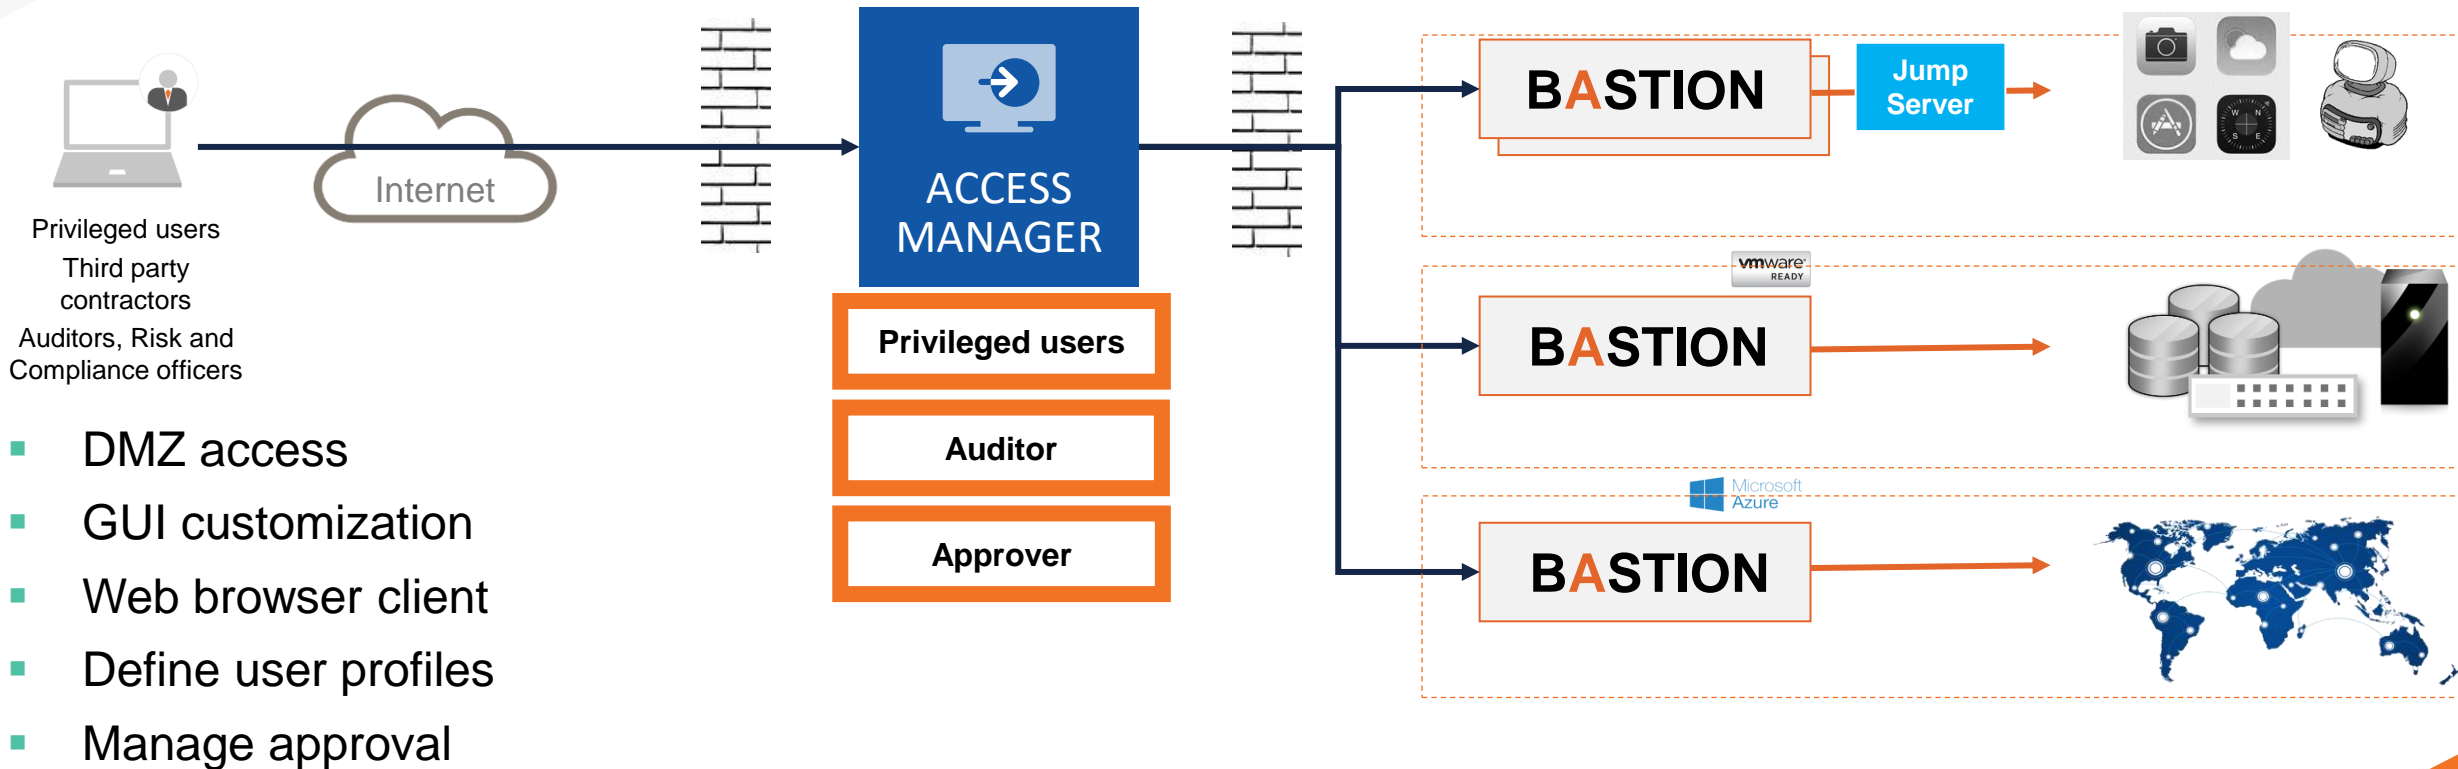 Internet
Privileged users
Third party
contractors
Auditors, Risk and
Compliance officers
DMZ access
GUI customization
Web browser client
Define user profiles
Manage approval
ACCESS
MANAGER
Privileged users
Auditor
Approver
BASTION
Jump
Server
N
W
E
S
vmware
READY
BASTION
Microsoft
Azure
BASTION